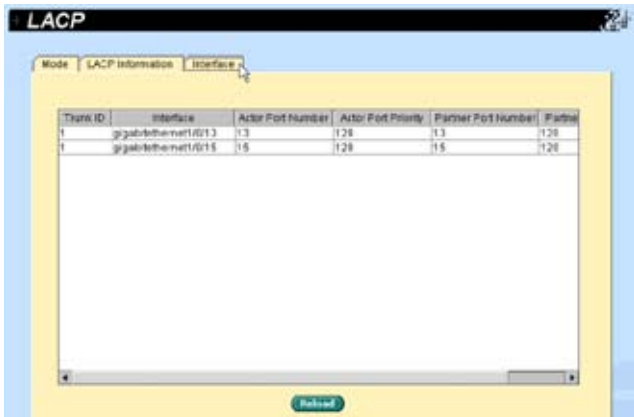 LACP
Mode LACP Information Interface
Trunk ID Interface Actor Port Number Actor Port Priority Partner Port Number Partne
1 gigabitethernet1/0/13 13 128 13 128
1 gigabitethernet1/0/15 15 128 15 128
Reload